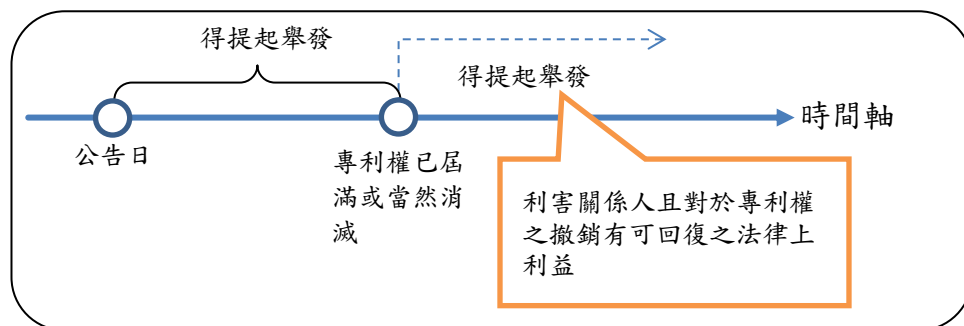 得提起舉發
得提起舉發
時間軸
公告日
專利權已屆
滿或當然消
滅
利害關係人且對於專利權
之撤銷有可回復之法律上
利益